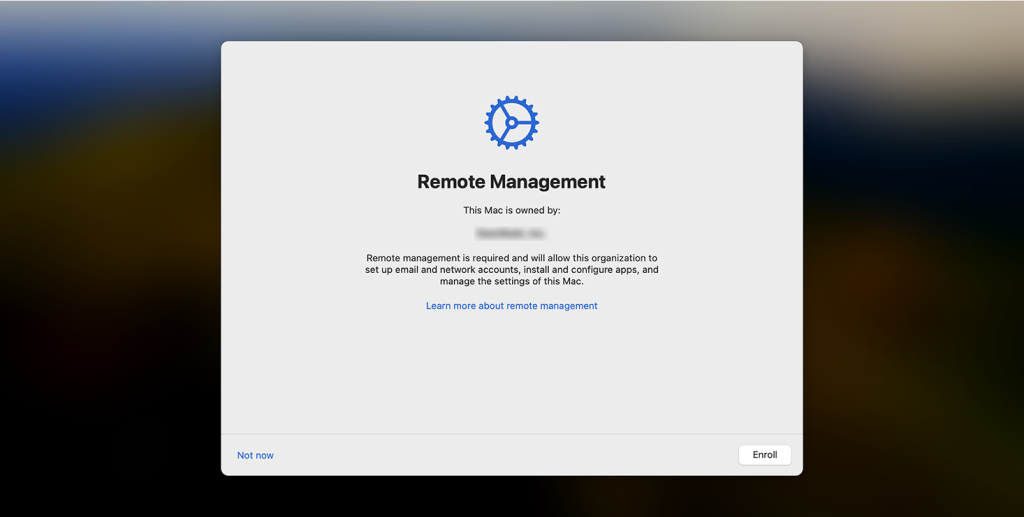 Remote Management
This Mac is owned by:
Remote management is required and will allow this organization to
set up email and network accounts, install and configure apps, and
manage the settings of this Mac.
Learn more about remote management
Not now
Enroll